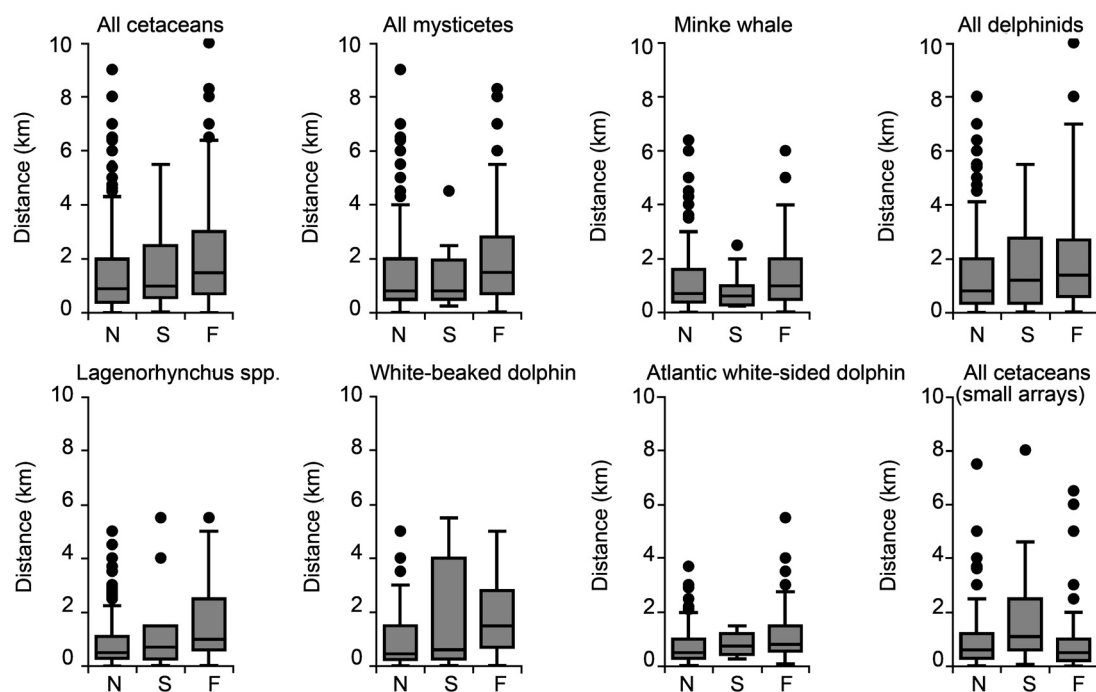 All cetaceans
All mysticetes
Minke whale
All delphinids
Distance (km)
10
8
6
4
2
0
N S F
Distance (km)
10
8
6
4
2
0
N S F
Distance (km)
10
8
6
4
2
0
N S F
Distance (km)
10
8
6
4
2
0
N S F
Lagenorhynchus spp.
White-beaked dolphin
Atlantic white-sided dolphin
All cetaceans
(small arrays)
Distance (km)
10
8
6
4
2
0
N S F
Distance (km)
10
8
6
4
2
0
N S F
Distance (km)
10
8
6
4
2
0
N S F
Distance (km)
10
8
6
4
2
0
N S F